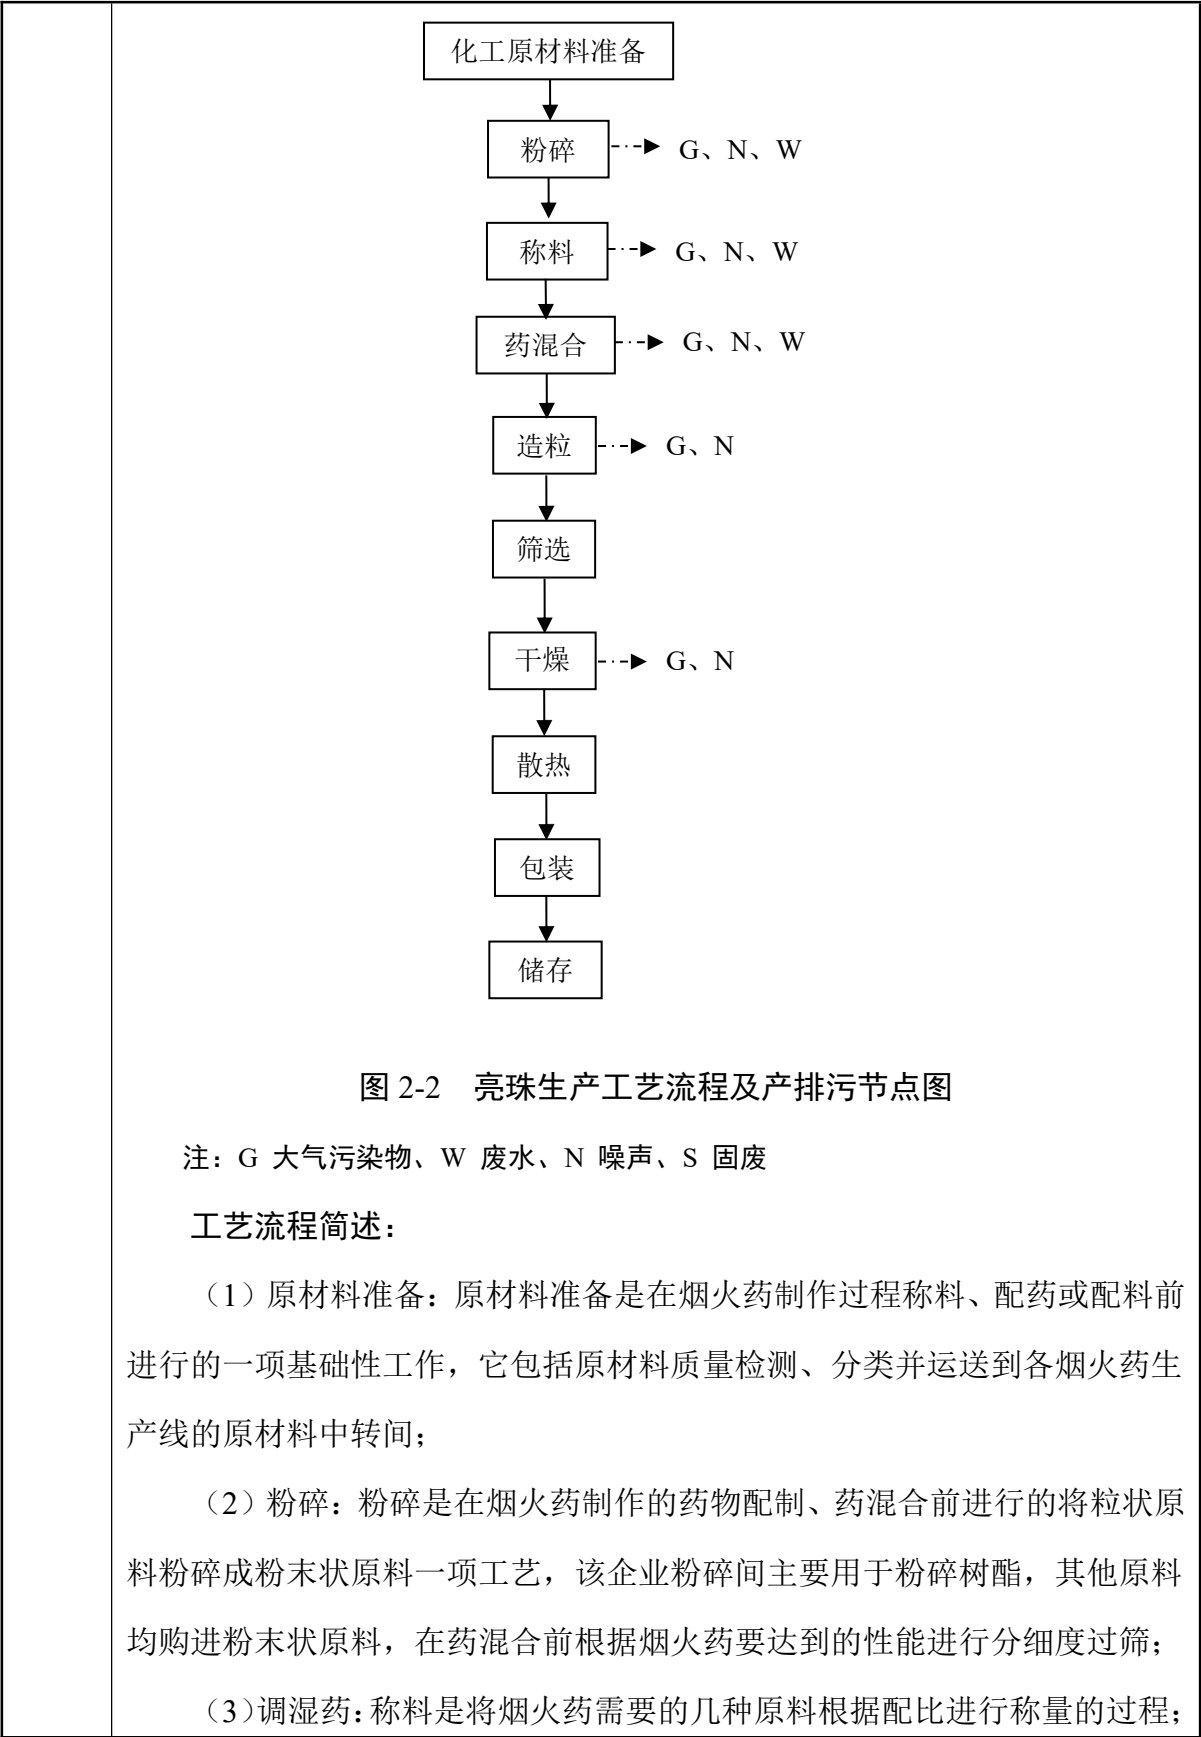 化工原材料准备
粉碎 G、N、W
称料 G、N、W
药混合 G、N、W
造粒 G、N
筛选
干燥 G、N
散热
包装
储存
图 2-2 亮珠生产工艺流程及产排污节点图
注：G 大气污染物、W 废水、N 噪声、S 固废
工艺流程简述：
（1）原材料准备：原材料准备是在烟火药制作过程称料、配药或配料前
进行的一项基础性工作，它包括原材料质量检测、分类并运送到各烟火药生
产线的原材料中转间；
（2）粉碎：粉碎是在烟火药制作的药物配制、药混合前进行的将粒状原
料粉碎成粉末状原料一项工艺，该企业粉碎间主要用于粉碎树酯，其他原料
均购进粉末状原料，在药混合前根据烟火药要达到的性能进行分细度过筛；
（3）调湿药：称料是将烟火药需要的几种原料根据配比进行称量的过程；